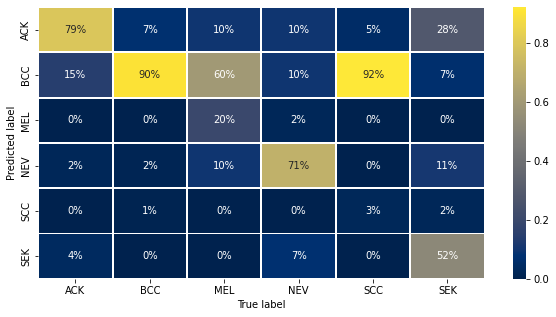 ACK 79% 7% 10% 10% 5% 28%
BCC 15% 90% 60% 10% 92% 7%
MEL 0% 0% 20% 2% 0% 0%
NEV 2% 2% 10% 71% 0% 11%
SCC 0% 1% 0% 0% 3% 2%
SEK 4% 0% 0% 7% 0% 52%
ACK BCC MEL NEV SCC SEK
True label
Predicted label
0.8
0.6
0.4
0.2
0.0